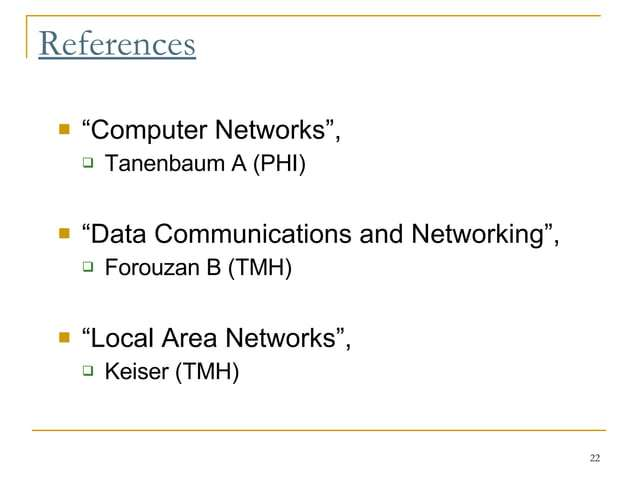 References
“Computer Networks”,
Tanenbaum A (PHI)
“Data Communications and Networking”,
Forouzan B (TMH)
“Local Area Networks”,
Keiser (TMH)
22